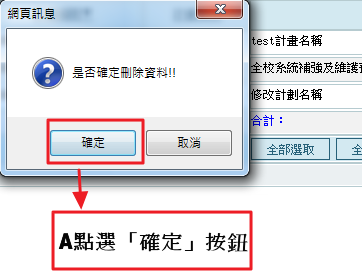 網頁訊息
是否確定刪除資料!!
確定
取消
test計畫名稱
全校系統補強及維護
修改計劃名稱
合計：
全部選取
全
A點選「確定」按鈕